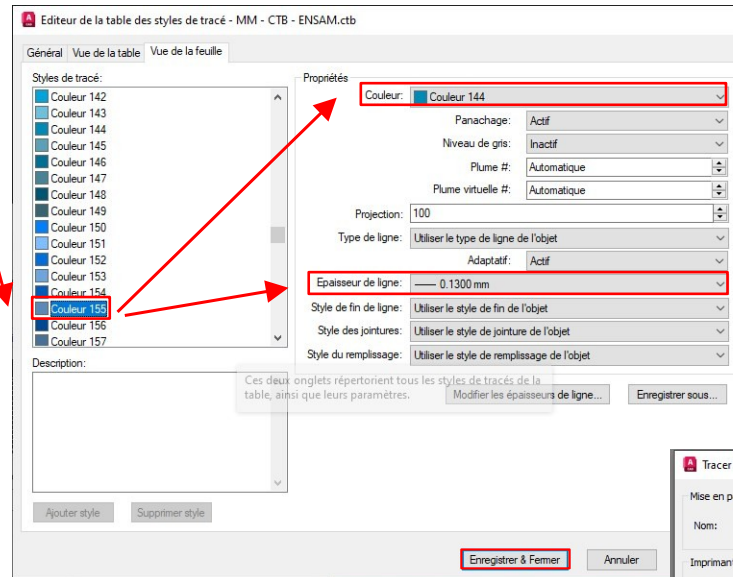 Editeur de la table des styles de tracé - MM - CTB - ENSAM.ctb
Général Vue de la table Vue de la feuille
Styles de tracé:
Couleur 142
Couleur 143
Couleur 144
Couleur 145
Couleur 146
Couleur 147
Couleur 148
Couleur 149
Couleur 150
Couleur 151
Couleur 152
Couleur 153
Couleur 154
Couleur 155
Couleur 156
Couleur 157
Description:
Ajouter style Supprimer style
Propriétés
Couleur: Couleur 144
Panachage: Actif
Niveau de gris: Inactif
Plume #: Automatique
Plume virtuelle #: Automatique
Projection: 100
Type de ligne: Utiliser le type de ligne de l'objet
Adaptatif: Actif
Epaisseur de ligne: 0.1300 mm
Style de fin de ligne: Utiliser le style de fin de l'objet
Style des jointures: Utiliser le style de jointure de l'objet
Style du remplissage: Utiliser le style de remplissage de l'objet
Ces deux onglets répertorient tous les styles de tracés de la
table, ainsi que leurs paramètres.
Modifier les épaisseurs de ligne... Enregistrer sous...
Enregistrer & Fermer Annuler
Tracer
Mise en p
Nom:
Impriman